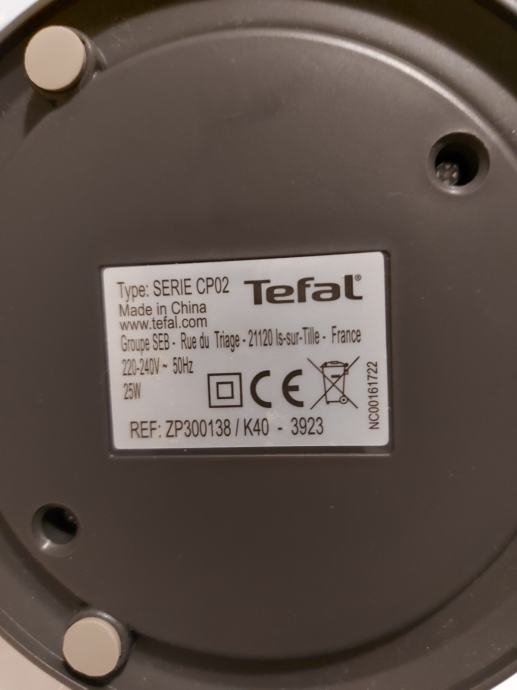 Type: SERIE CP02
Tefal®
Made in China
www.tefal.com
Groupe SEB - Rue du Triage - 21120 Is-sur-Tille - France
220-240V ~ 50Hz
25W
CE
REF: ZP300138 / K40 - 3923
NC00161722